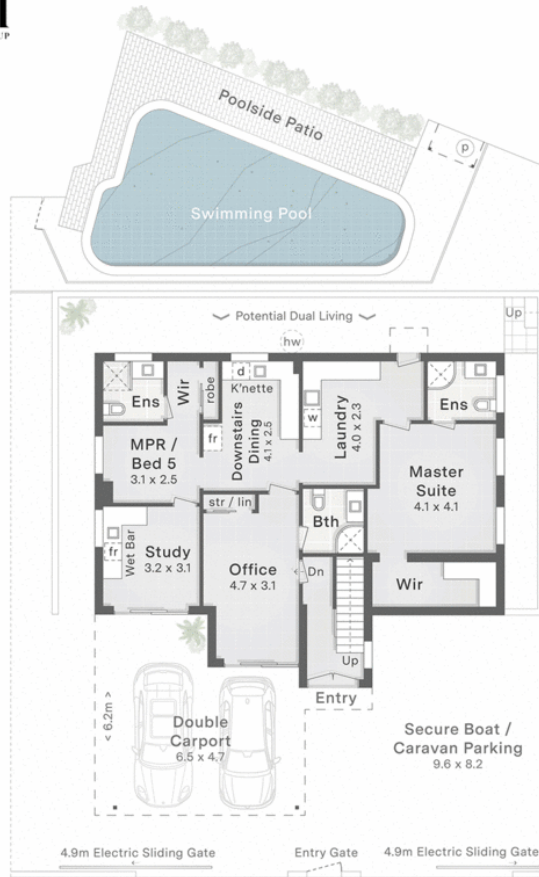 UP
Poolside Patio
p
Swimming Pool
Potential Dual Living
Up
hw
Ens
Wir
robe
d
K'nette
fr
Downstairs
Dining
4.1 x 2.5
w
Laundry
4.0 x 2.3
Ens
MPR /
Bed 5
3.1 x 2.5
Master
Suite
4.1 x 4.1
str / lin
Bth
Wet Bar
fr
Study
3.2 x 3.1
Office
4.7 x 3.1
Dn
Wir
Up
Entry
< 6.2m >
Double
Carport
6.5 x 4.7
Secure Boat /
Caravan Parking
9.6 x 8.2
4.9m Electric Sliding Gate
Entry Gate
4.9m Electric Sliding Gate